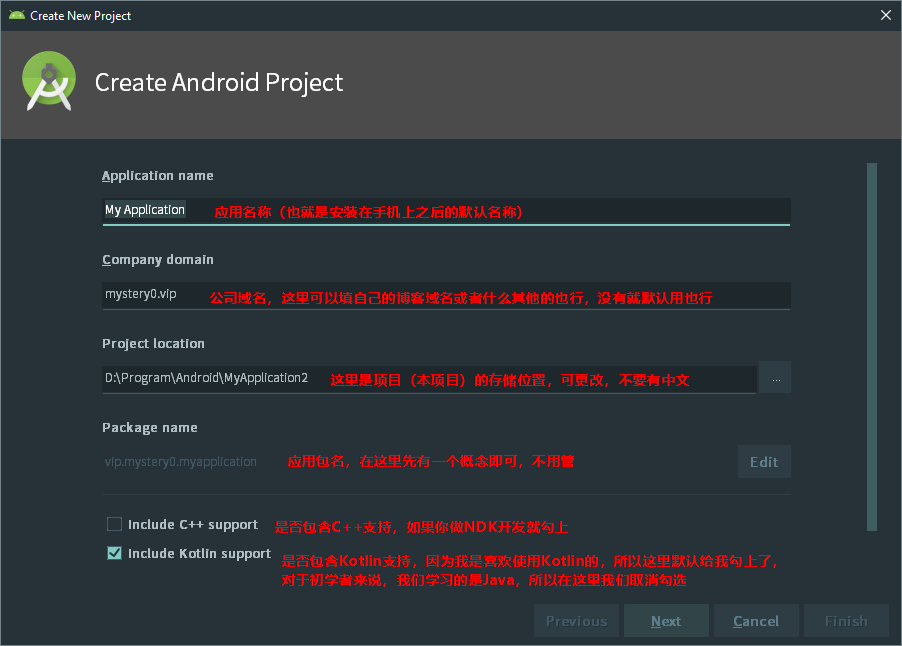 Create New Project
Create Android Project
Application name
My Application 应用名称（也就是安装在手机上之后的默认名称）
Company domain
mystery0.vip 公司域名，这里可以填自己的博客域名或者什么其他的也行，没有就默认用也行
Project location
D:\Program\Android\MyApplication2 这里是项目（本项目）的存储位置，可更改，不要有中文
...
Package name
vip.mystery0.myapplication 应用包名，在这里先有一个概念即可，不用管
Edit
Include C++ support 是否包含C++支持，如果你做NDK开发就勾上
Include Kotlin support 是否包含Kotlin支持，因为我是喜欢使用Kotlin的，所以这里默认给我勾上了，
对于初学者来说，我们学习的是Java，所以在这里我们取消勾选
Previous Next Cancel Finish